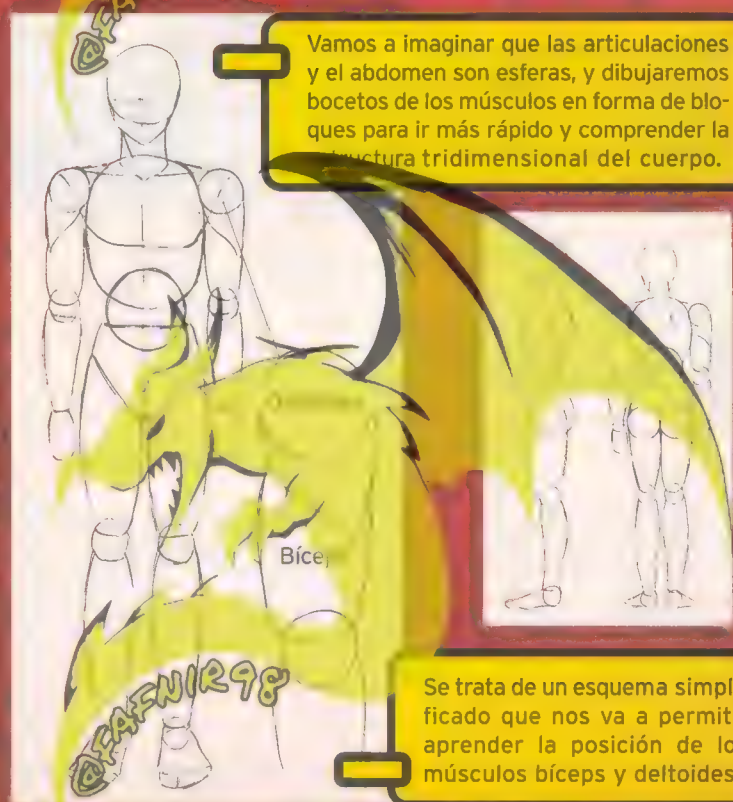 @FA
Vamos a imaginar que las articulaciones
y el abdomen son esferas, y dibujaremos
bocetos de los músculos en forma de blo-
ques para ir más rápido y comprender la
tridimensional del cuerpo.
Bíce
@FAFNIR98
Se trata de un esquema simpl
ficado que nos va a permit
aprender la posición de lo
músculos bíceps y deltoides